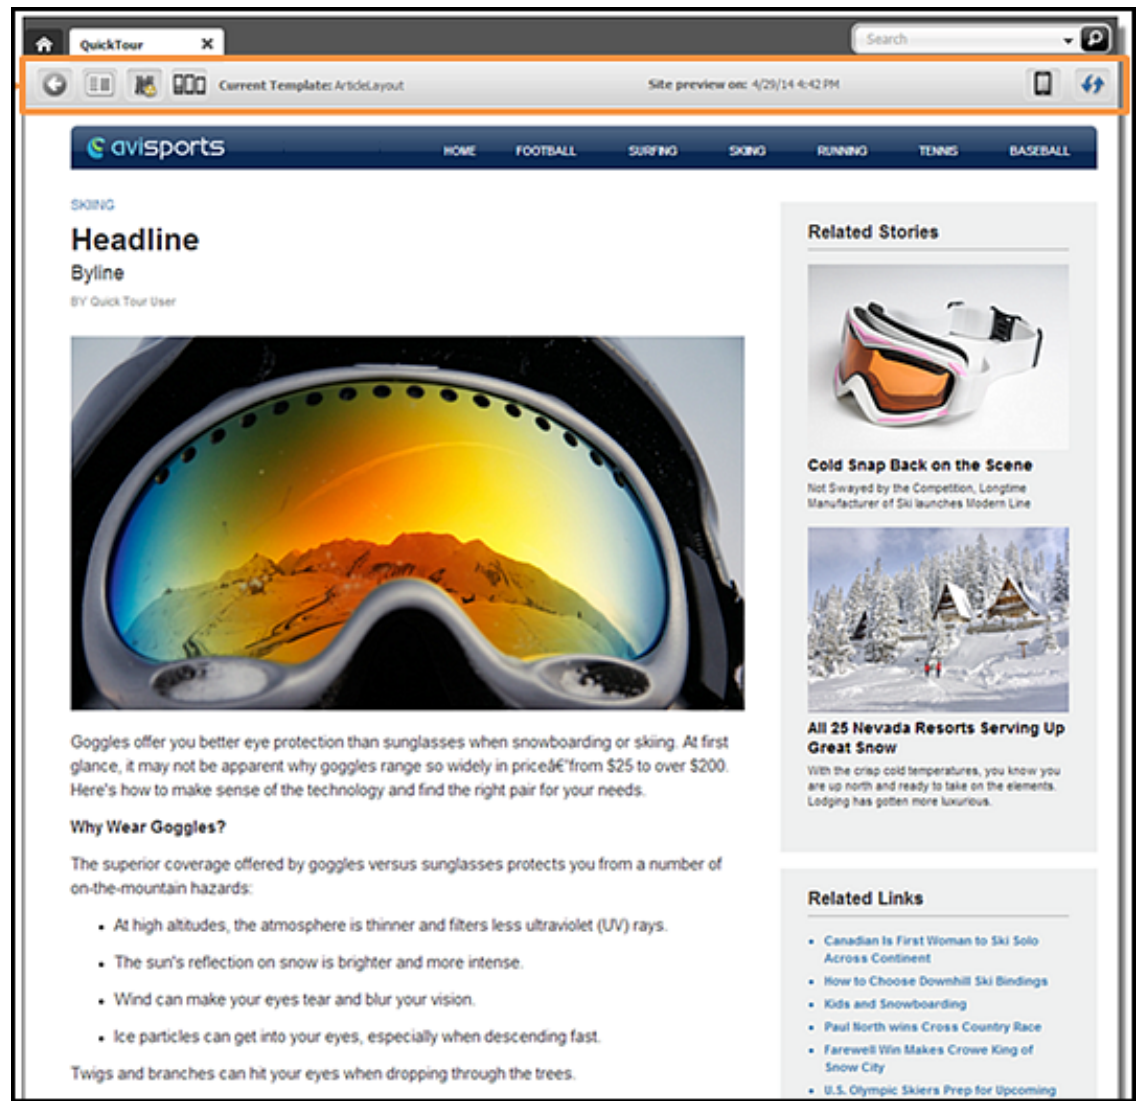 QuickTour
Search
Current Template: ArticleLayout
Site preview on: 4/29/14 4:42 PM
avisports
HOME FOOTBALL SURFING SKIING RUNNING TENNIS BASEBALL
SKIING
Headline
Byline
BY Quick Tour User
Goggles offer you better eye protection than sunglasses when snowboarding or skiing. At first
glance, it may not be apparent why goggles range so widely in priceâ€"from $25 to over $200.
Here's how to make sense of the technology and find the right pair for your needs.
Why Wear Goggles?
The superior coverage offered by goggles versus sunglasses protects you from a number of
on-the-mountain hazards:
• At high altitudes, the atmosphere is thinner and filters less ultraviolet (UV) rays.
• The sun's reflection on snow is brighter and more intense.
• Wind can make your eyes tear and blur your vision.
• Ice particles can get into your eyes, especially when descending fast.
Twigs and branches can hit your eyes when dropping through the trees.
Related Stories
Cold Snap Back on the Scene
Not Swayed by the Competition, Longtime
Manufacturer of Ski launches Modern Line
All 25 Nevada Resorts Serving Up
Great Snow
With the crisp cold temperatures, you know you
are up north and ready to take on the elements.
Lodging has gotten more luxurious.
Related Links
• Canadian Is First Woman to Ski Solo
Across Continent
• How to Choose Downhill Ski Bindings
• Kids and Snowboarding
• Paul North wins Cross Country Race
• Farewell Win Makes Crowe King of
Snow City
• U.S. Olympic Skiers Prep for Upcoming